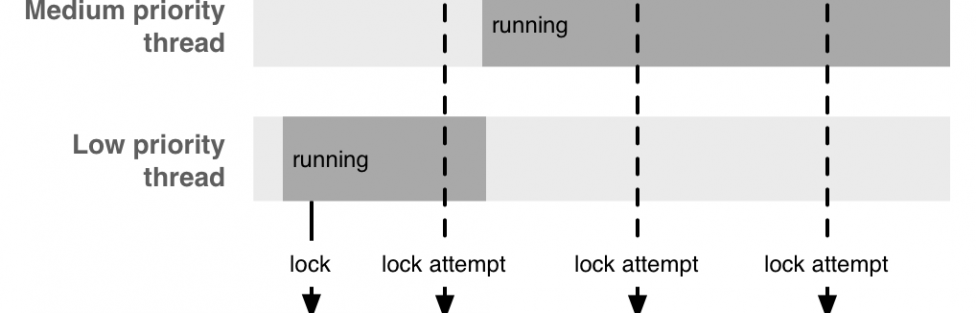 Medium priority
thread
running
Low priority
thread
running
lock
lock attempt
lock attempt
lock attempt